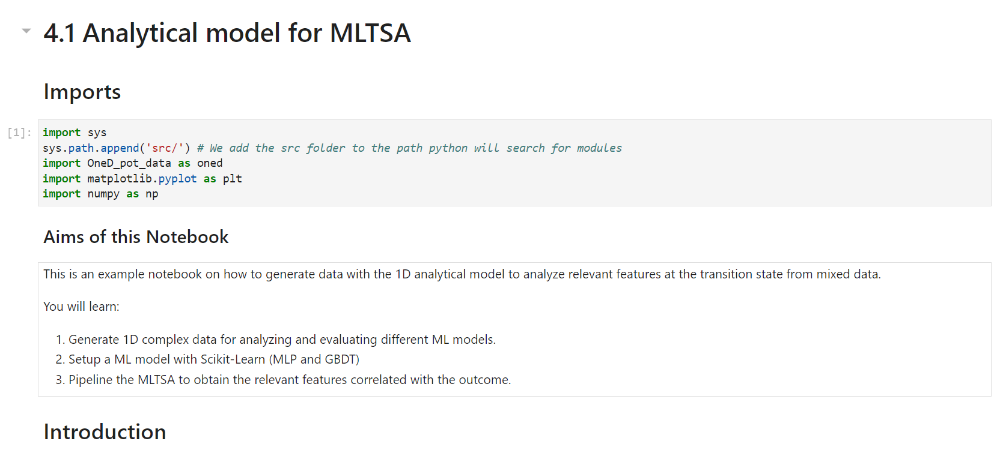 4.1 Analytical model for MLTSA
Imports
[1]:
import sys
sys.path.append('src/') # We add the src folder to the path python will search for modules
import OneD_pot_data as oned
import matplotlib.pyplot as plt
import numpy as np
Aims of this Notebook
This is an example notebook on how to generate data with the 1D analytical model to analyze relevant features at the transition state from mixed data.
You will learn:
1. Generate 1D complex data for analyzing and evaluating different ML models.
2. Setup a ML model with Scikit-Learn (MLP and GBDT)
3. Pipeline the MLTSA to obtain the relevant features correlated with the outcome.
Introduction